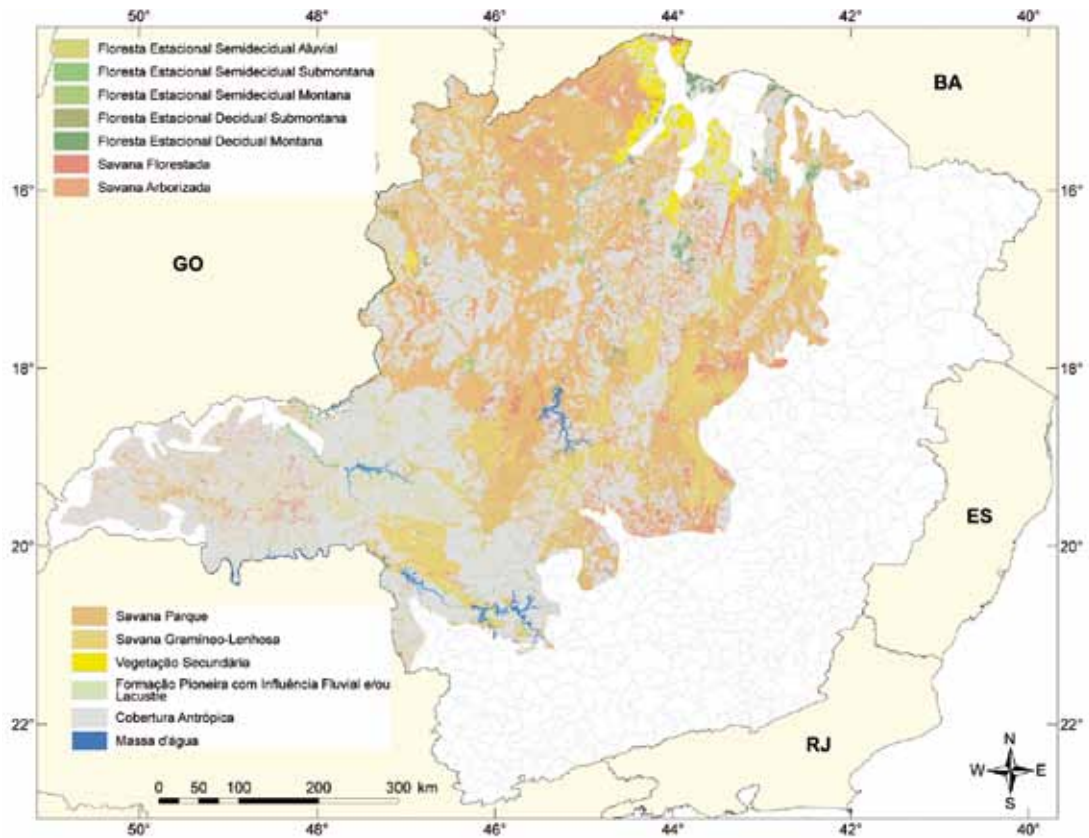 50°
48°
46°
44°
42°
40°
Floresta Estacional Semidecidual Aluvial
Floresta Estacional Semidecidual Submontana
Floresta Estacional Semidecidual Montana
Floresta Estacional Decidual Submontana
Floresta Estacional Decidual Montana
Savana Florestada
Savana Arborizada
BA
16°
16°
GO
18°
18°
ES
20°
20°
Savana Parque
Savana Gramíneo-Lenhosa
Vegetação Secundária
Formação Pioneira com Influência Fluvial e/ou
Lacustre
Cobertura Antrópica
Massa d'água
22°
22°
RJ
N
W
E
S
0 50 100 200 300 km
50°
48°
46°
44°
42°
40°